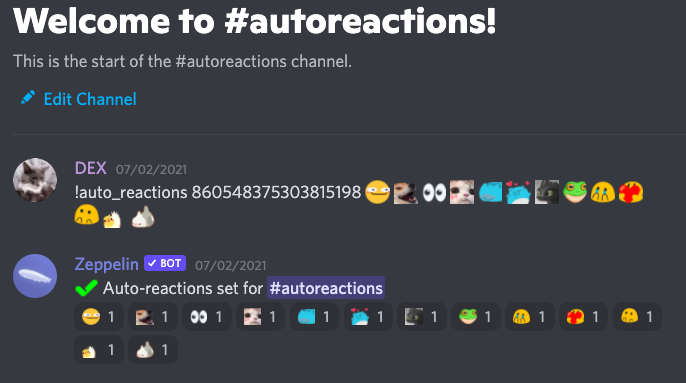 Welcome to #autoreactions!
This is the start of the #autoreactions channel.
Edit Channel
DEX 07/02/2021
!auto_reactions 860548375303815198
Zeppelin BOT 07/02/2021
Auto-reactions set for #autoreactions
1 1 1 1 1 1 1 1 1 1 1
1 1